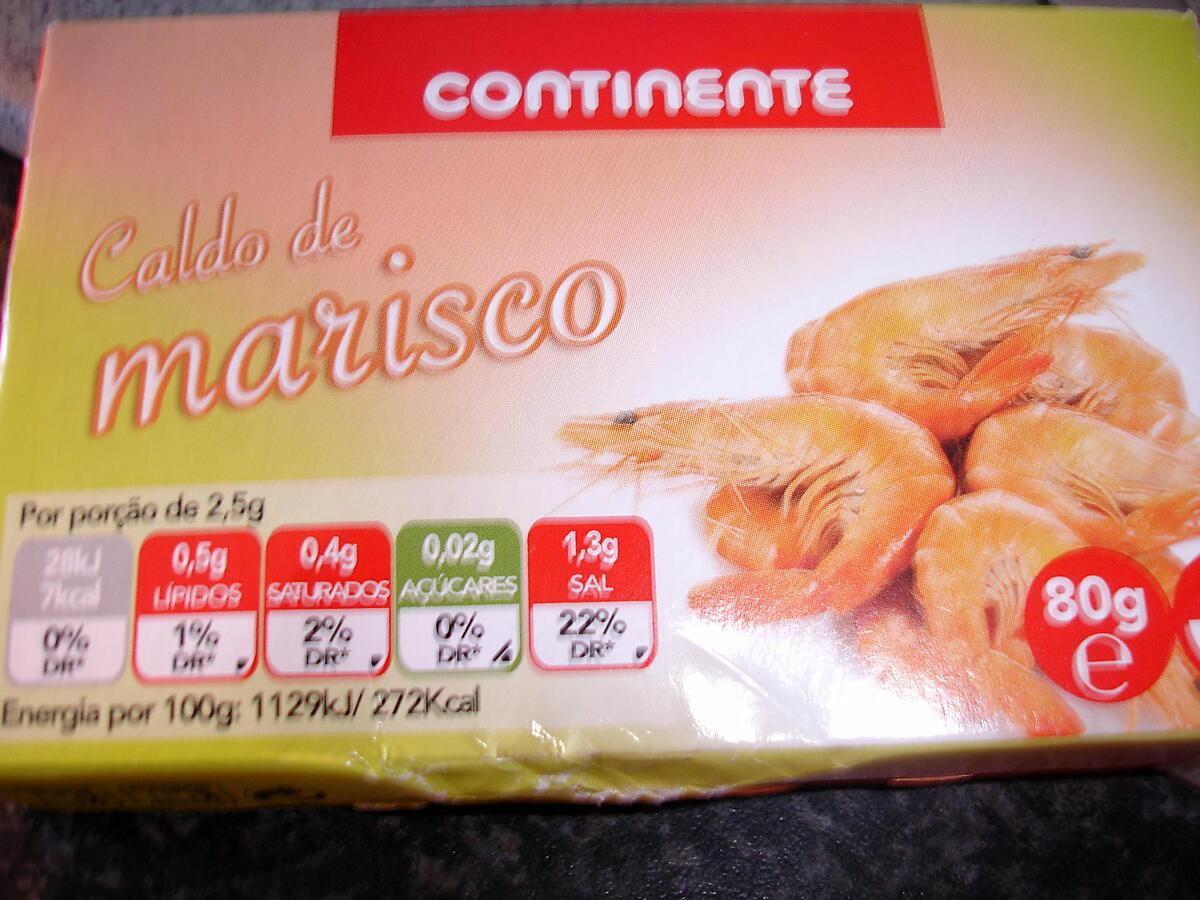 CONTINENTE
Caldo de
marisco
Por porção de 2,5g
28kJ
7kcal
0%
DR*
0,5g
LÍPIDOS
1%
DR*
0,4g
SATURADOS
2%
DR*
0,02g
AÇÚCARES
0%
DR*
1,3g
SAL
22%
DR*
Energia por 100g: 1129kJ/ 272Kcal
80g
e